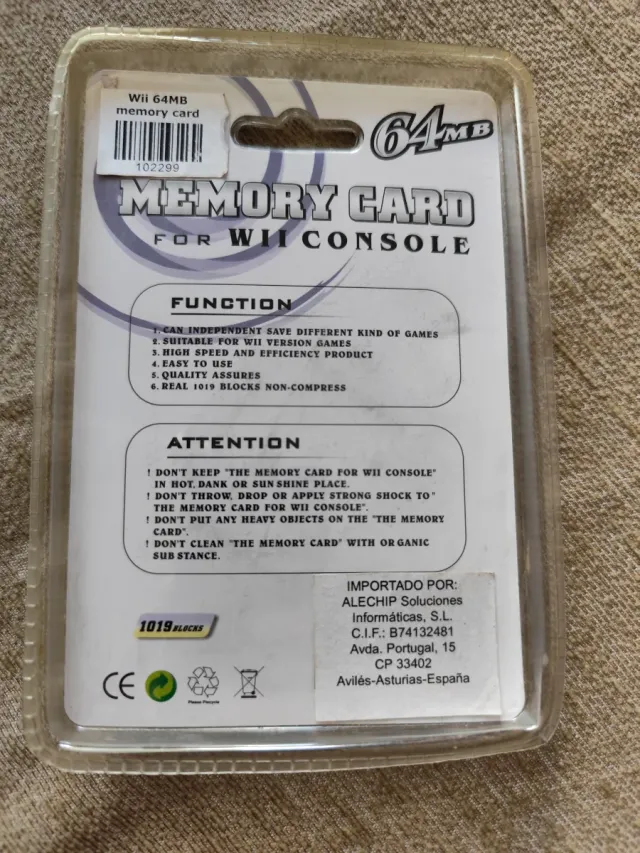 Wii 64MB
memory card
102299
64MB
MEMORY CARD
FOR WII CONSOLE
FUNCTION
1. CAN INDEPENDENT SAVE DIFFERENT KIND OF GAMES
2. SUITABLE FOR WII VERSION GAMES
3. HIGH SPEED AND EFFICIENCY PRODUCT
4. EASY TO USE
5. QUALITY ASSURES
6. REAL 1019 BLOCKS NON-COMPRESS
ATTENTION
! DON'T KEEP "THE MEMORY CARD FOR WII CONSOLE"
IN HOT, DANK OR SUN SHINE PLACE.
! DON'T THROW, DROP OR APPLY STRONG SHOCK TO "
THE MEMORY CARD FOR WII CONSOLE".
! DON'T PUT ANY HEAVY OBJECTS ON THE "THE MEMORY
CARD".
! DON'T CLEAN "THE MEMORY CARD" WITH ORGANIC
SUB STANCE.
IMPORTADO POR:
ALECHIP Soluciones
Informáticas, S.L.
C.I.F.: B74132481
Avda. Portugal, 15
CP 33402
Avilés-Asturias-España
1019 BLOCKS
CE
Please Recycle